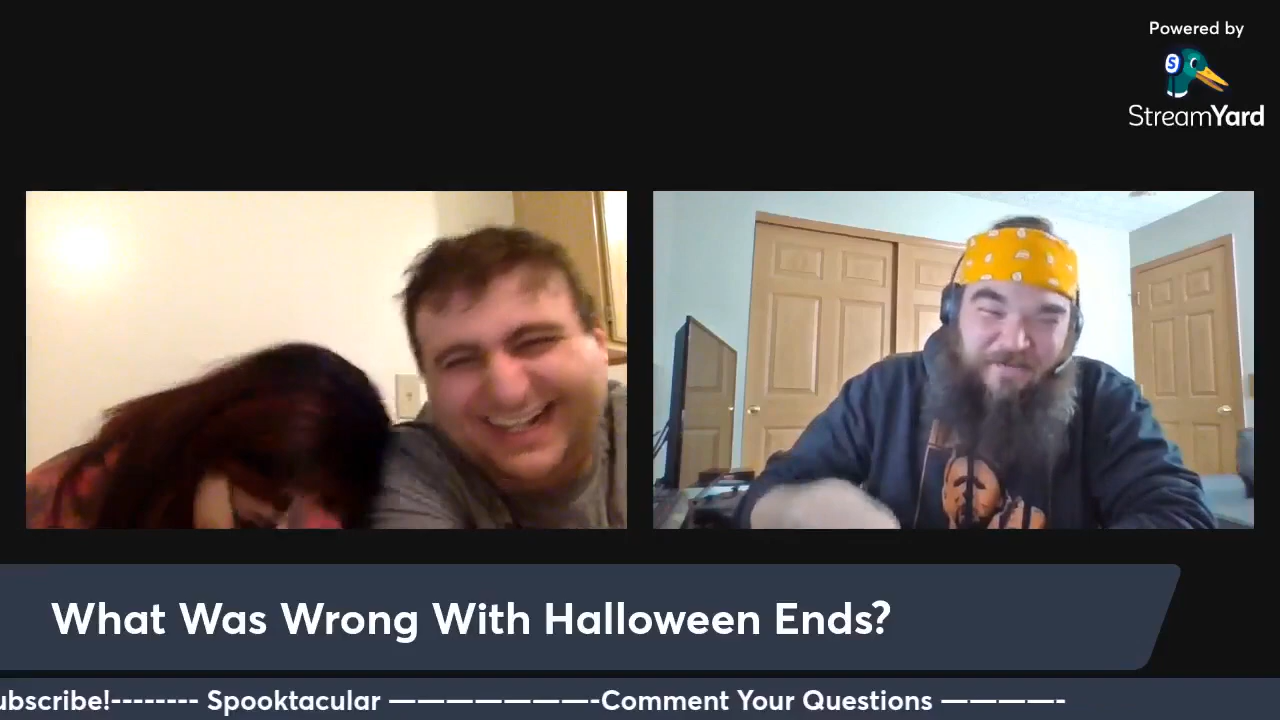 Powered by
S
StreamYard
What Was Wrong With Halloween Ends?
ubscribe!-------- Spooktacular ———————-Comment Your Questions ————-